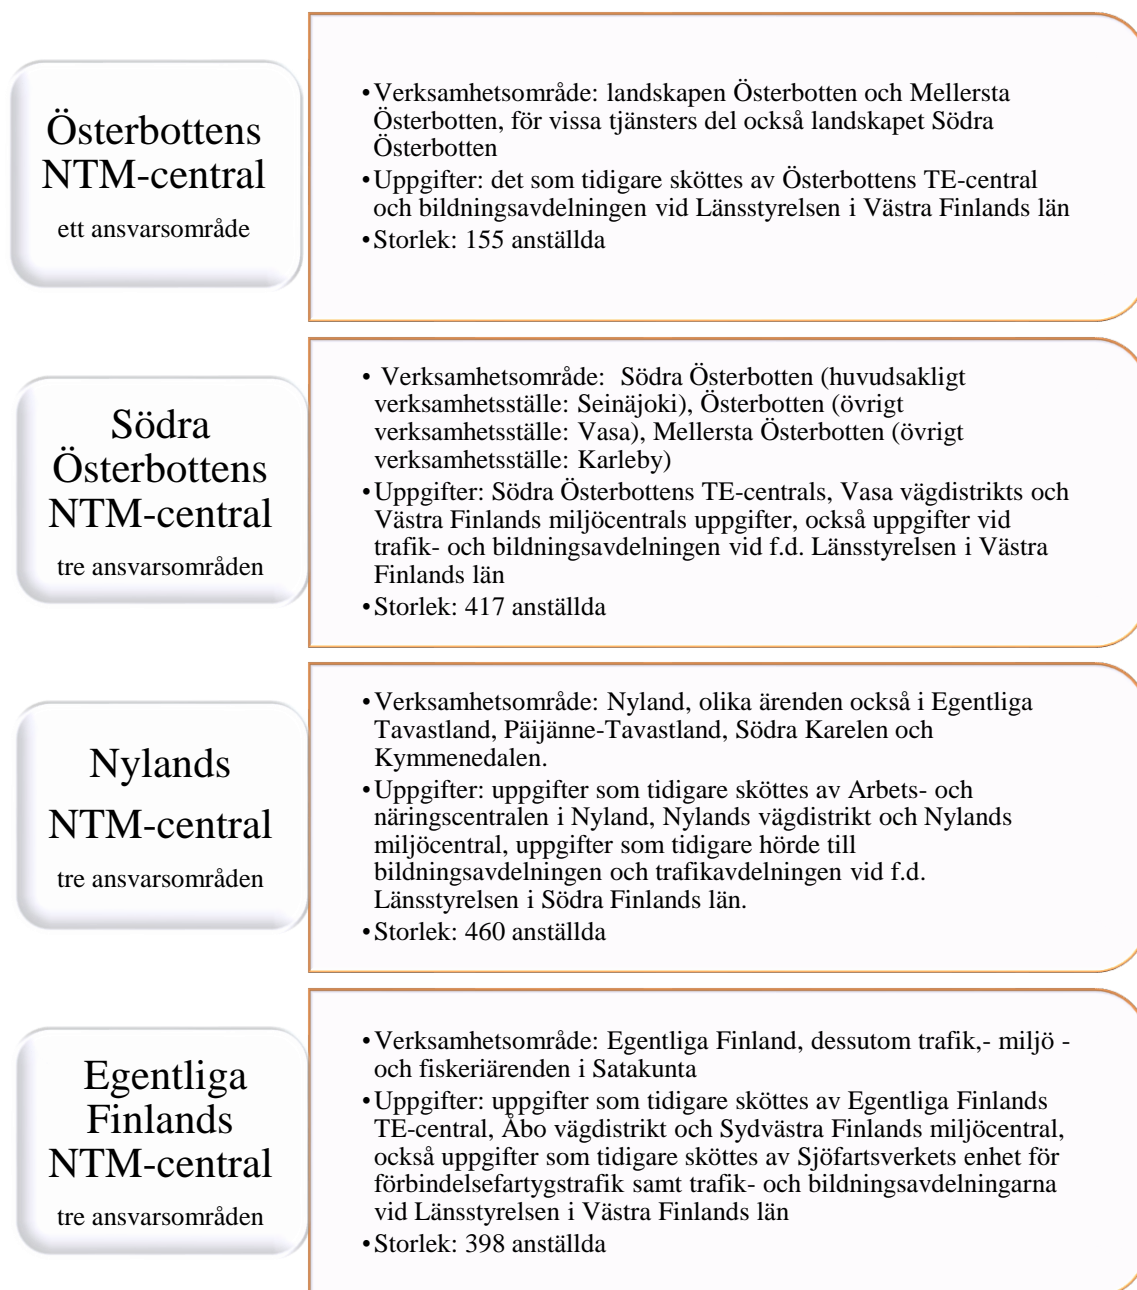 Österbottens
NTM-central
ett ansvarsområde
•Verksamhetsområde: landskapen Österbotten och Mellersta
Österbotten, för vissa tjänsters del också landskapet Södra
Österbotten
•Uppgifter: det som tidigare sköttes av Österbottens TE-central
och bildningsavdelningen vid Länsstyrelsen i Västra Finlands län
•Storlek: 155 anställda
Södra
Österbottens
NTM-central
tre ansvarsområden
• Verksamhetsområde: Södra Österbotten (huvudsakligt
verksamhetsställe: Seinäjoki), Österbotten (övrigt
verksamhetsställe: Vasa), Mellersta Österbotten (övrigt
verksamhetsställe: Karleby)
•Uppgifter: Södra Österbottens TE-centrals, Vasa vägdistrikts och
Västra Finlands miljöcentrals uppgifter, också uppgifter vid
trafik- och bildningsavdelningen vid f.d. Länsstyrelsen i Västra
Finlands län
•Storlek: 417 anställda
Nylands
NTM-central
tre ansvarsområden
•Verksamhetsområde: Nyland, olika ärenden också i Egentliga
Tavastland, Päijänne-Tavastland, Södra Karelen och
Kymmenedalen.
•Uppgifter: uppgifter som tidigare sköttes av Arbets- och
näringscentralen i Nyland, Nylands vägdistrikt och Nylands
miljöcentral, uppgifter som tidigare hörde till
bildningsavdelningen och trafikavdelningen vid f.d.
Länsstyrelsen i Södra Finlands län.
•Storlek: 460 anställda
Egentliga
Finlands
NTM-central
tre ansvarsområden
•Verksamhetsområde: Egentliga Finland, dessutom trafik,- miljö -
och fiskeriärenden i Satakunta
•Uppgifter: uppgifter som tidigare sköttes av Egentliga Finlands
TE-central, Åbo vägdistrikt och Sydvästra Finlands miljöcentral,
också uppgifter som tidigare sköttes av Sjöfartsverkets enhet för
förbindelsefartygstrafik samt trafik- och bildningsavdelningarna
vid Länsstyrelsen i Västra Finlands län
•Storlek: 398 anställda